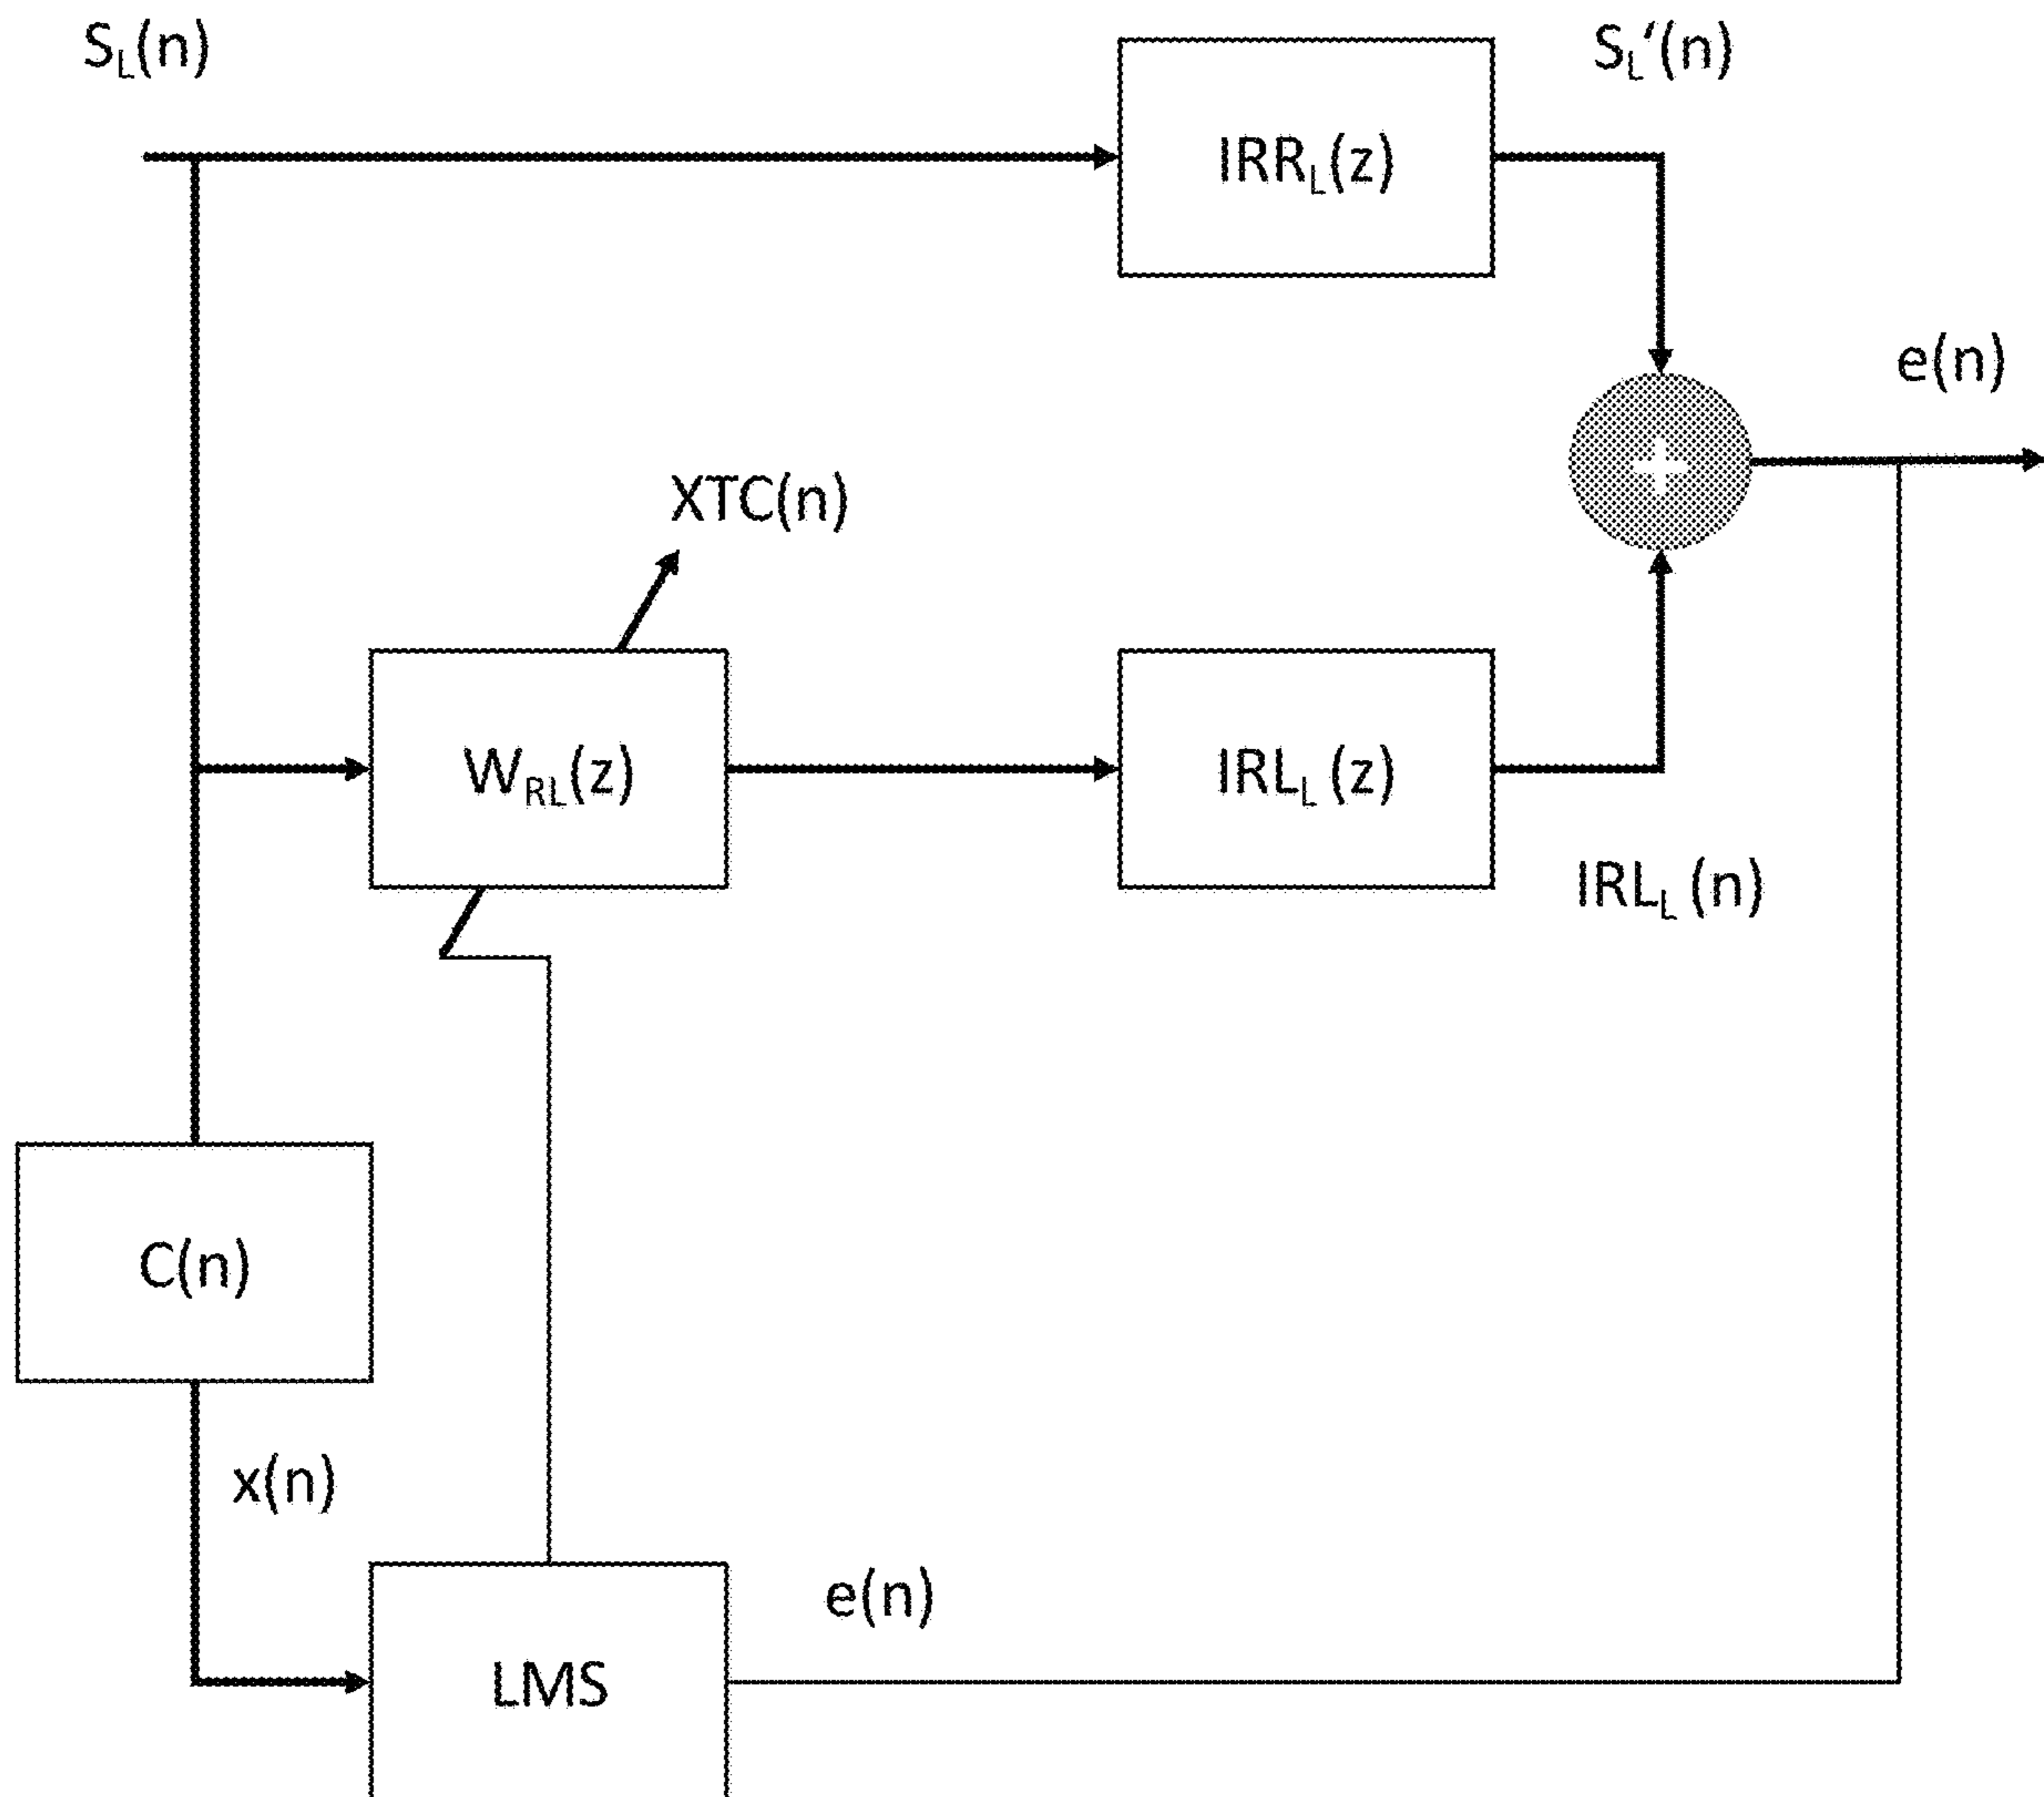 S_L(n)
S_L'(n)
IRR_L(z)
e(n)
+
XTC(n)
W_RL(z)
IRL_L (z)
IRL_L (n)
C(n)
x(n)
e(n)
LMS